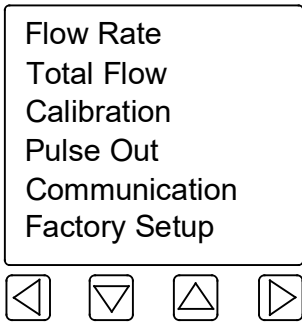 Flow Rate
Total Flow
Calibration
Pulse Out
Communication
Factory Setup